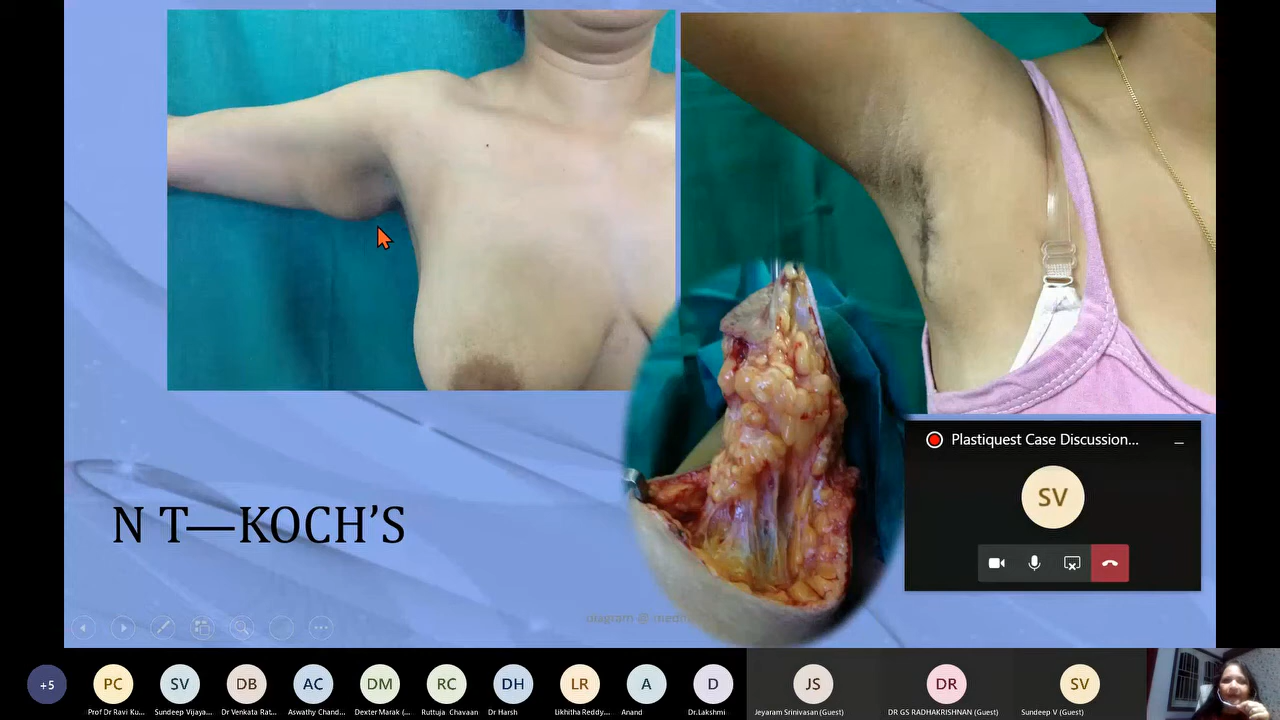 Plastiquest Case Discussion...
SV
N T—KOCH’S
+5
PC
SV
DB
AC
DM
RC
DH
LR
A
D
JS
DR
SV
Prof Dr Ravi Ku...
Sundeep Vijaya...
Dr Venkata Rat...
Aswathy Chand...
Dexter Marak (...
Ruttuja Chavaan
Dr Harsh
Likhitha Reddy...
Anand
Dr.Lakshmi
Jeyaram Srinivasan (Guest)
DR GS RADHAKRISHNAN (Guest)
Sundeep V (Guest)